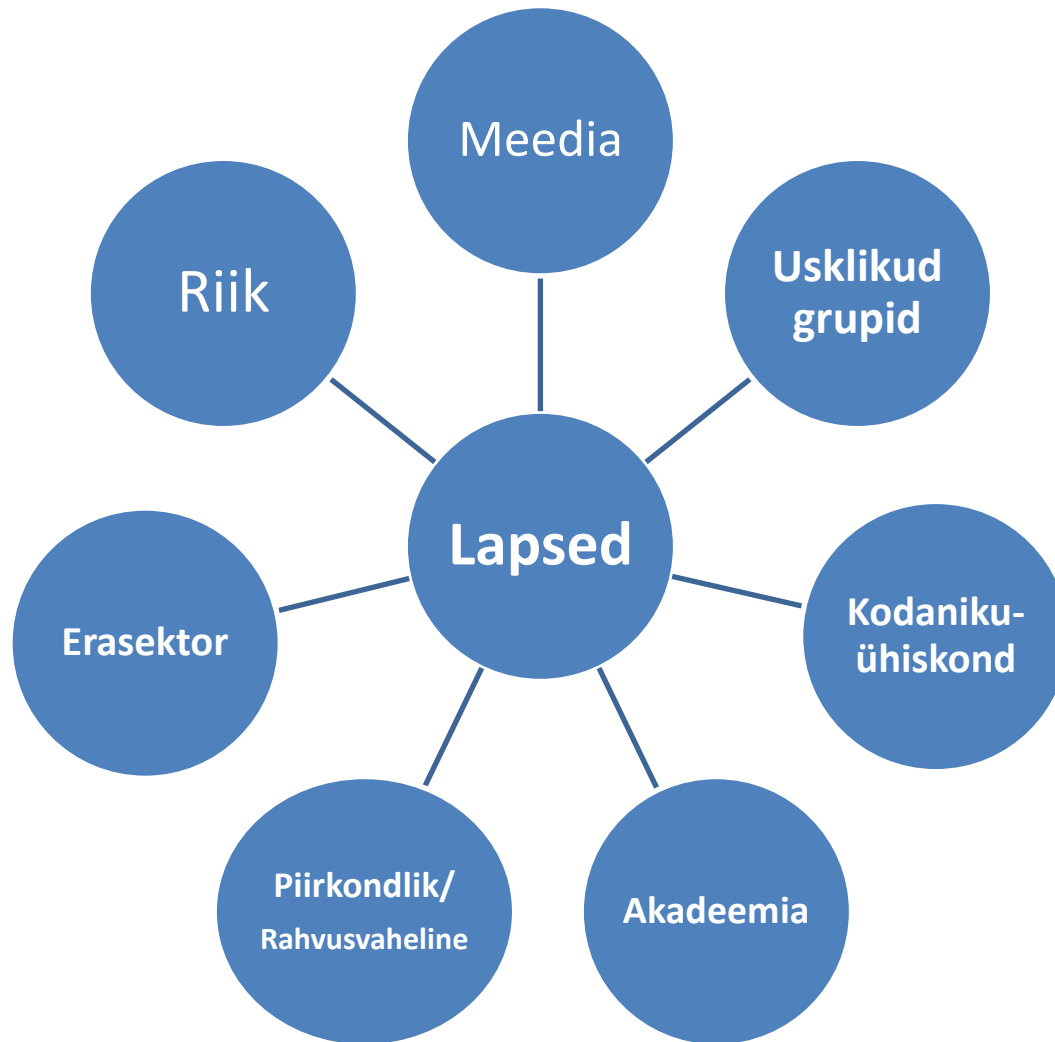 Meedia
Usklikud
grupid
Riik
Lapsed
Kodaniku-
ühiskond
Erasektor
Piirkondlik/
Rahvusvaheline
Akadeemia